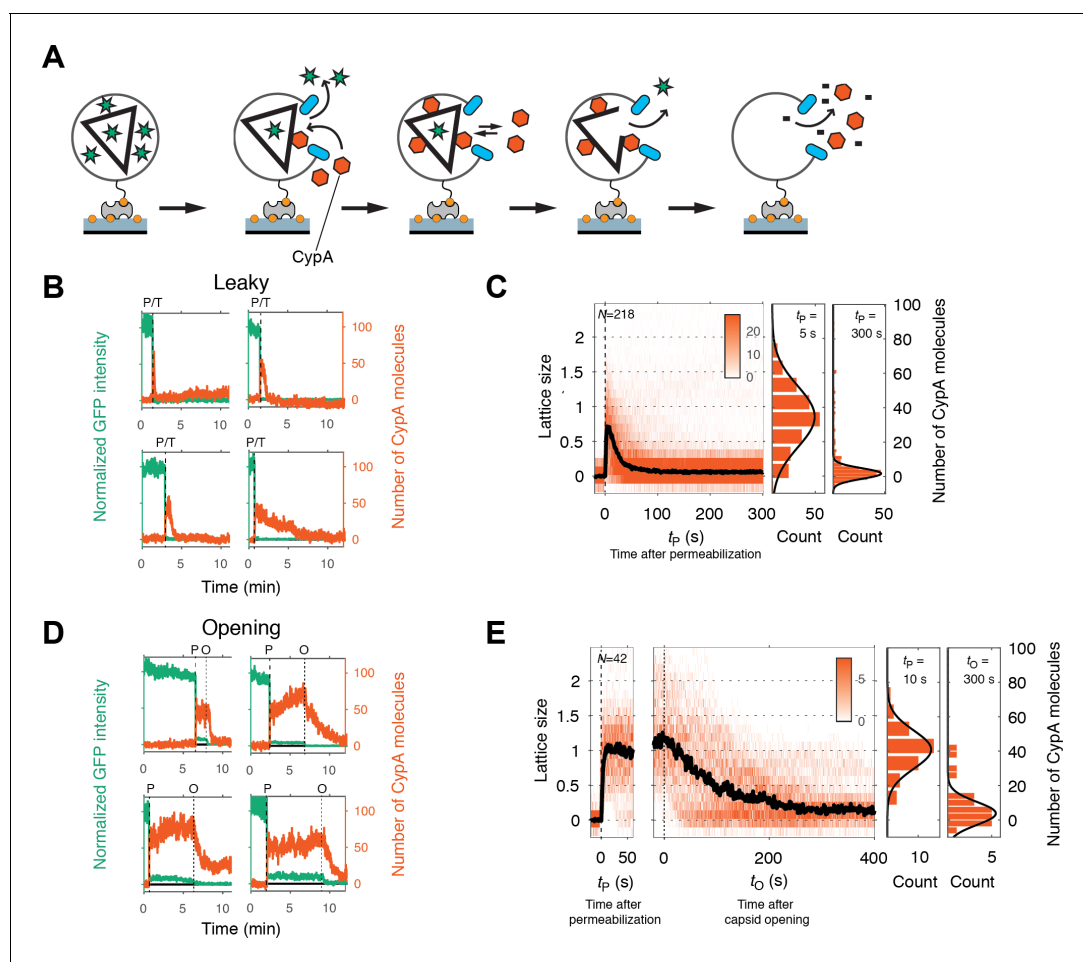 A
CypA
B
Leaky
P/T
P/T
100
50
0
0
5
10
0
5
10
P/T
P/T
100
50
0
0
5
10
0
5
10
Normalized GFP intensity
Number of CypA molecules
Time (min)
C
N=218
20
10
0
2
1.5
1
0.5
0
Lattice size
0
100
200
300
tP (s)
Time after permeabilization
tP =
5 s
50
Count
tP =
300 s
50
Count
100
80
60
40
20
0
Number of CypA molecules
D
Opening
P O
P
O
100
50
0
0
5
10
0
5
10
P
O
P
O
100
50
0
0
5
10
0
5
10
Normalized GFP intensity
Number of CypA molecules
Time (min)
E
N=42
5
0
2
1.5
1
0.5
0
Lattice size
0
50
tP (s)
Time after
permeabilization
0
200
400
tO (s)
Time after
capsid opening
tP =
10 s
10
Count
tO =
300 s
5
Count
100
80
60
40
20
0
Number of CypA molecules